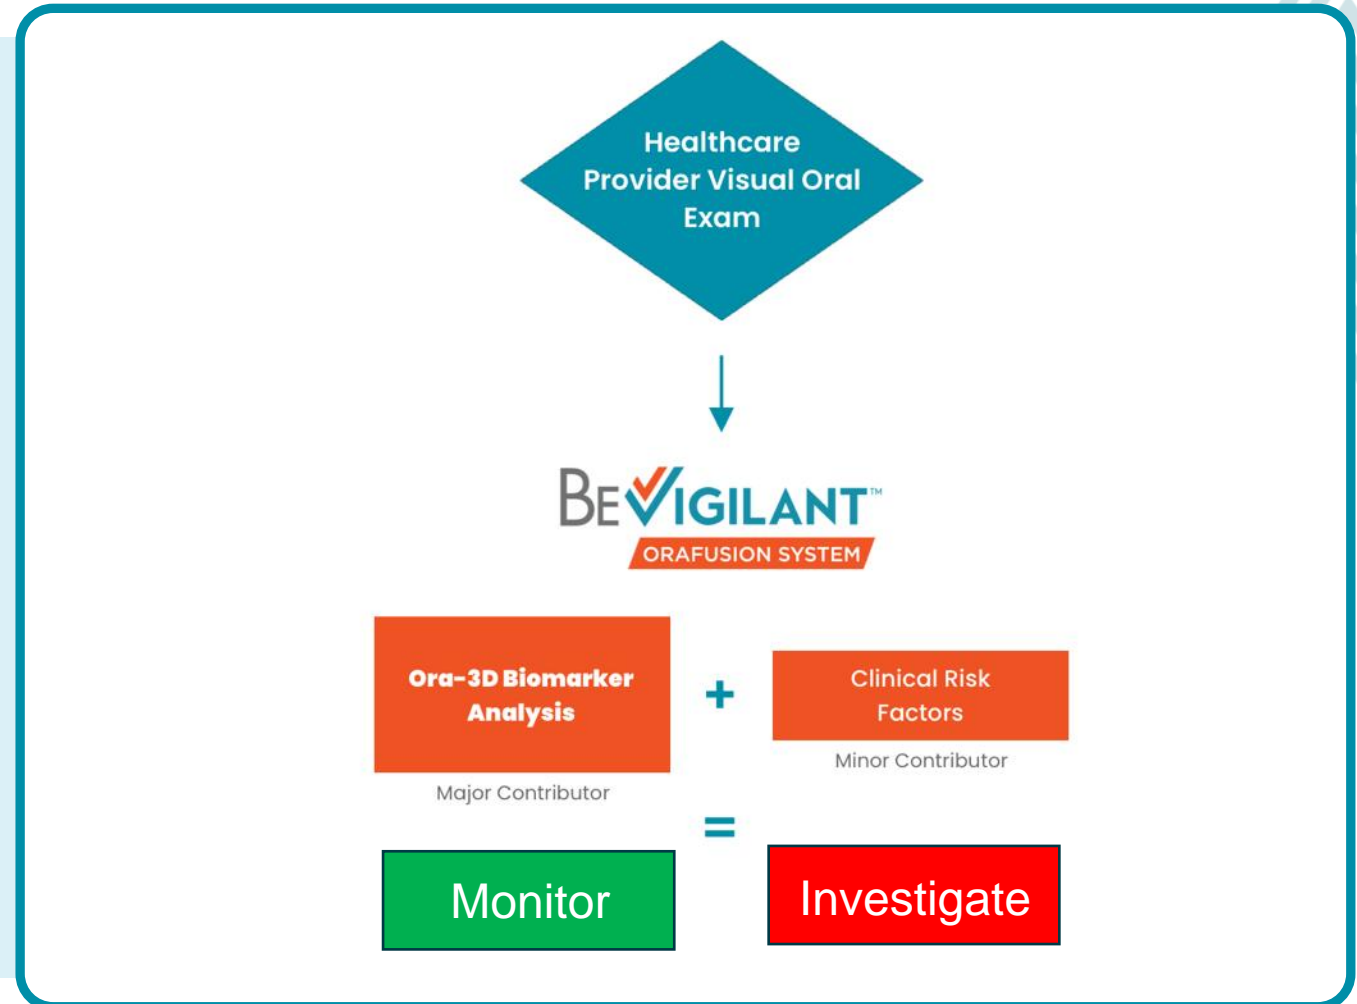 Healthcare
Provider Visual Oral
Exam
BEVIGILANT™
ORAFUSION SYSTEM
Ora-3D Biomarker
Analysis
+
Clinical Risk
Factors
Major Contributor
Minor Contributor
=
Monitor
Investigate